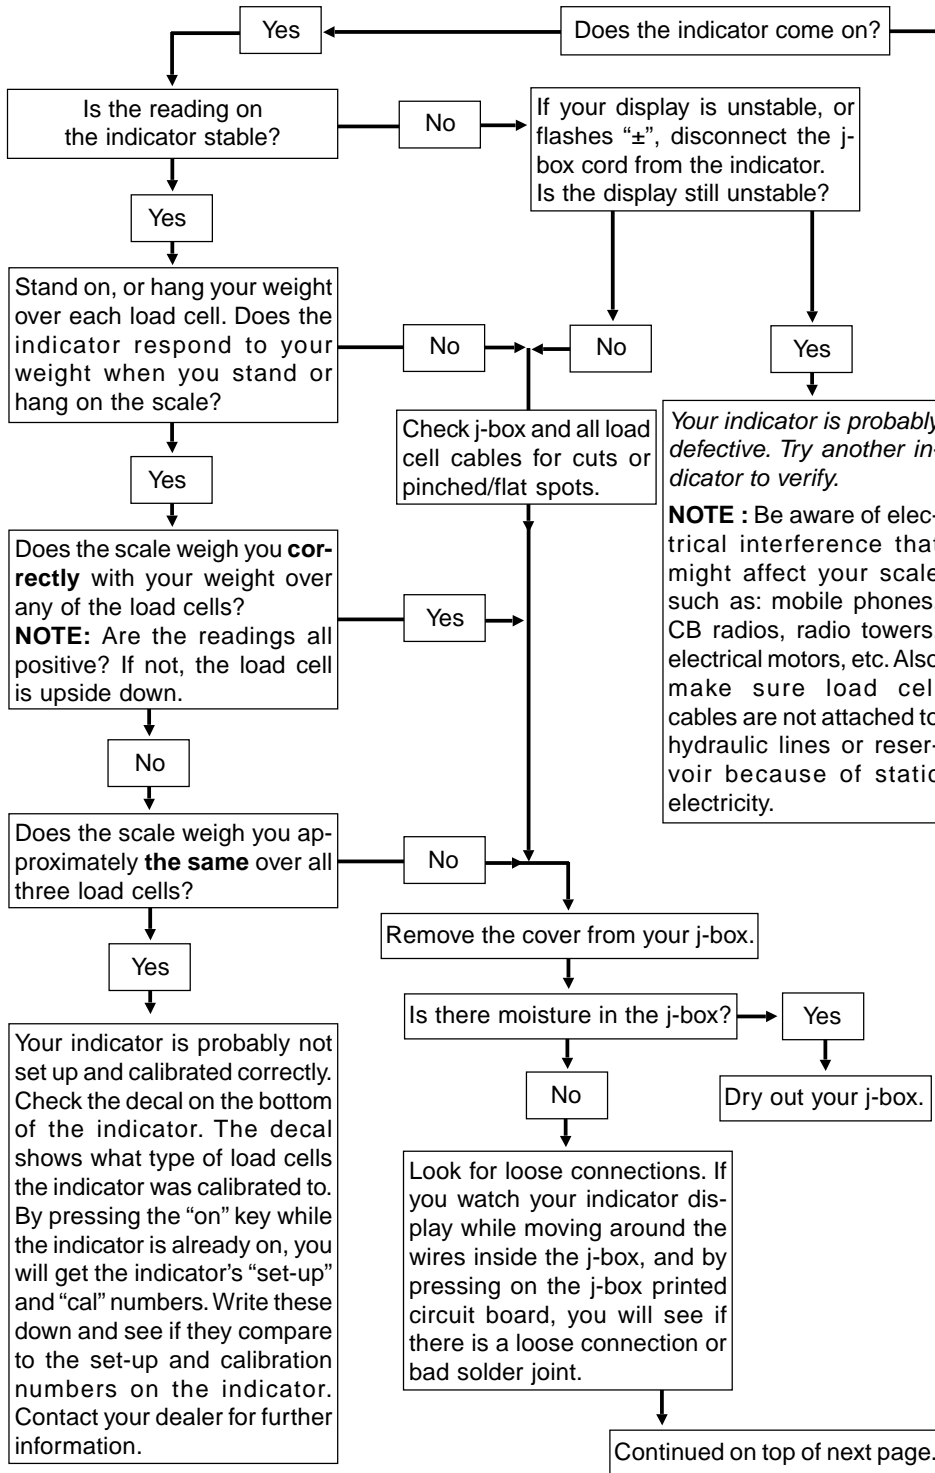 Does the indicator come on?
Yes
Is the reading on
the indicator stable?
No
If your display is unstable, or
flashes “±”, disconnect the j-
box cord from the indicator.
Is the display still unstable?
Yes
Stand on, or hang your weight
over each load cell. Does the
indicator respond to your
weight when you stand or
hang on the scale?
No
No
Yes
Yes
Check j-box and all load
cell cables for cuts or
pinched/flat spots.
Your indicator is probably
defective. Try another in-
dicator to verify.
NOTE : Be aware of elec-
trical interference that
might affect your scale
such as: mobile phones,
CB radios, radio towers,
electrical motors, etc. Also
make sure load cell
cables are not attached to
hydraulic lines or reser-
voir because of static
electricity.
Does the scale weigh you cor-
rectly with your weight over
any of the load cells?
NOTE: Are the readings all
positive? If not, the load cell
is upside down.
Yes
No
Does the scale weigh you ap-
proximately the same over all
three load cells?
No
Yes
Remove the cover from your j-box.
Is there moisture in the j-box?
Yes
No
Dry out your j-box.
Your indicator is probably not
set up and calibrated correctly.
Check the decal on the bottom
of the indicator. The decal
shows what type of load cells
the indicator was calibrated to.
By pressing the “on” key while
the indicator is already on, you
will get the indicator’s “set-up”
and “cal” numbers. Write these
down and see if they compare
to the set-up and calibration
numbers on the indicator.
Contact your dealer for further
information.
Look for loose connections. If
you watch your indicator dis-
play while moving around the
wires inside the j-box, and by
pressing on the j-box printed
circuit board, you will see if
there is a loose connection or
bad solder joint.
Continued on top of next page.